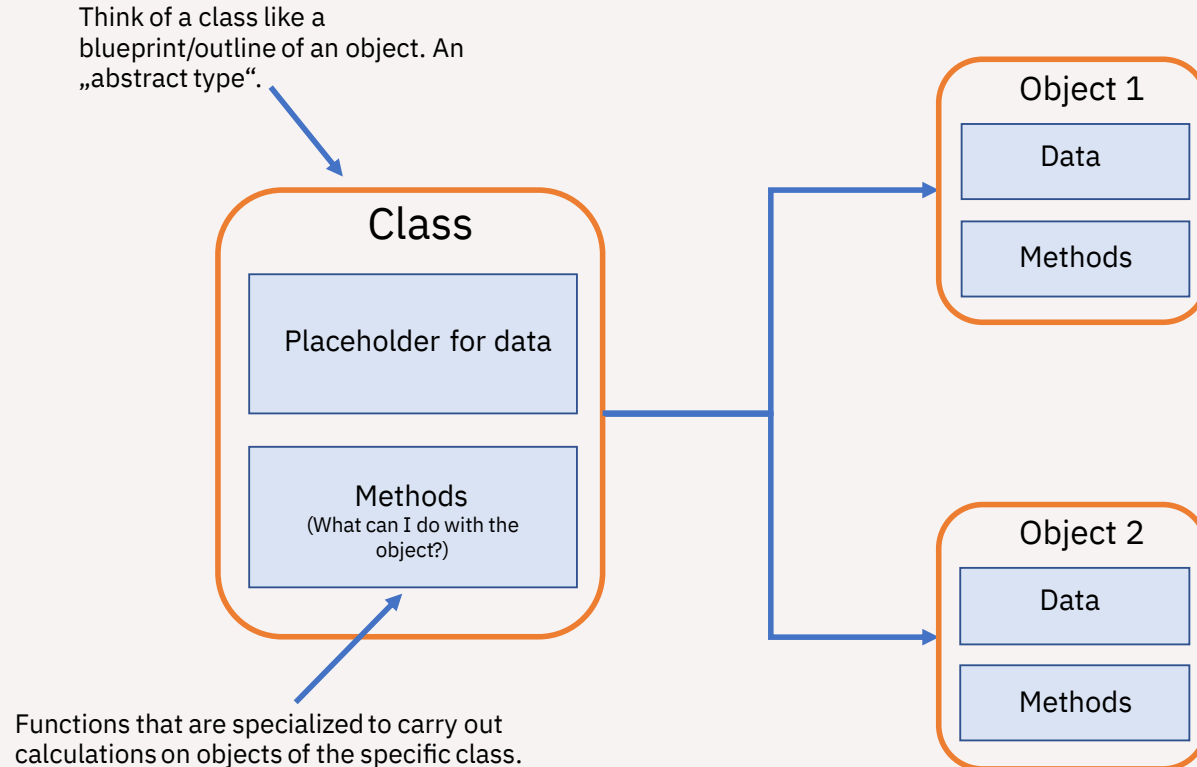 Think of a class like a
blueprint/outline of an object. An
„abstract type“.
Class
Placeholder for data
Methods
(What can I do with the
object?)
Functions that are specialized to carry out
calculations on objects of the specific class.
Object 1
Data
Methods
Object 2
Data
Methods